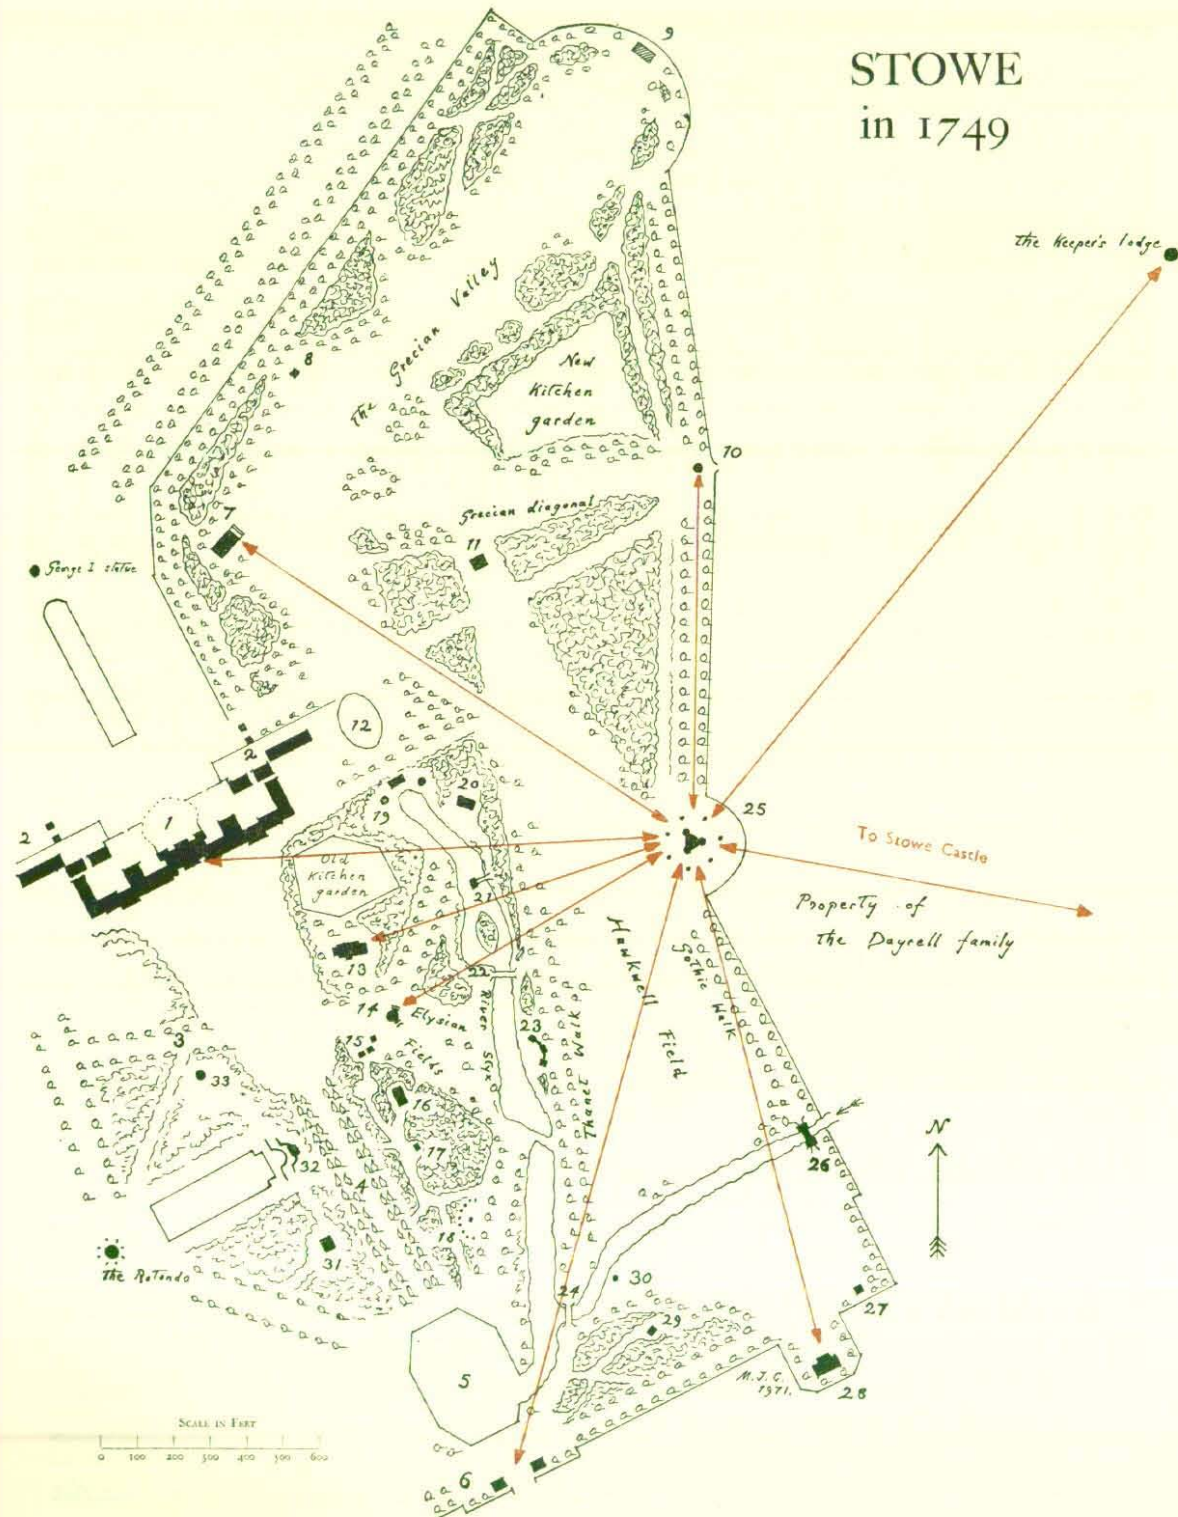 STOWE
in 1749
9
The Keeper's lodge
The Grecian Valley
8
New
Kitchen
garden
10
7
Grecian diagonal
11
George I statue
12
2
25
20
19
1
2
Old
Kitchen
garden
To Stowe Castle
21
Property of
the Dayrell family
Hawkwell Field
Gothic Walk
13
22
14
Elysian
Fields
River Styx
23
Thanet Walk
15
3
33
16
17
26
N
32
4
18
31
The Rotondo
30
24
27
29
5
M.J.G.
1971.
28
SCALE IN FEET
0 100 200 300 400 500 600
6